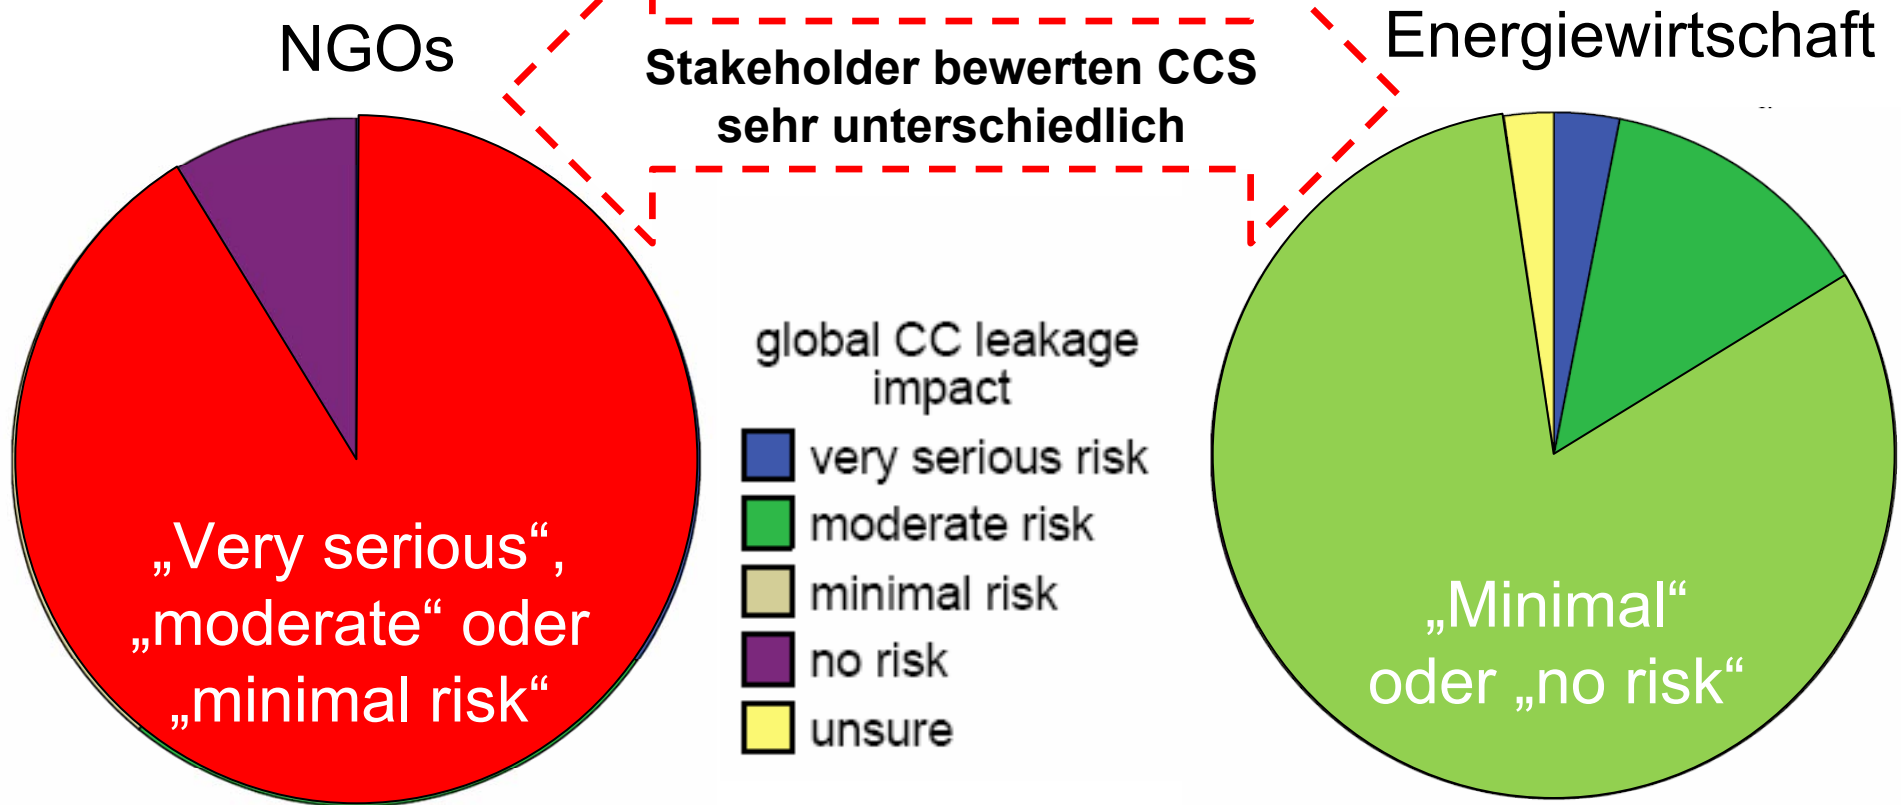 NGOs
Stakeholder bewerten CCS
sehr unterschiedlich
Energiewirtschaft
„Very serious“,
„moderate“ oder
„minimal risk“
global CC leakage
impact
very serious risk
moderate risk
minimal risk
no risk
unsure
„Minimal“
oder „no risk“